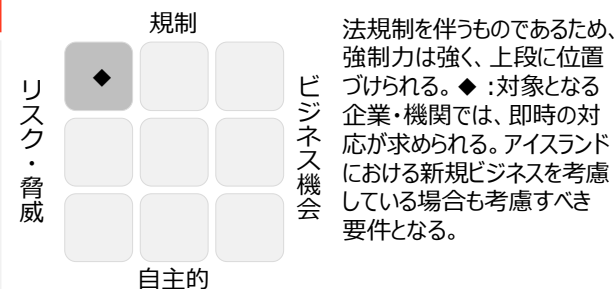 規制
リスク・脅威
◆
ビジネス機会
自主的
法規制を伴うものであるため、
強制力は強く、上段に位置
づけられる。◆ :対象となる
企業・機関では、即時の対
応が求められる。アイスランド
における新規ビジネスを考慮
している場合も考慮すべき
要件となる。